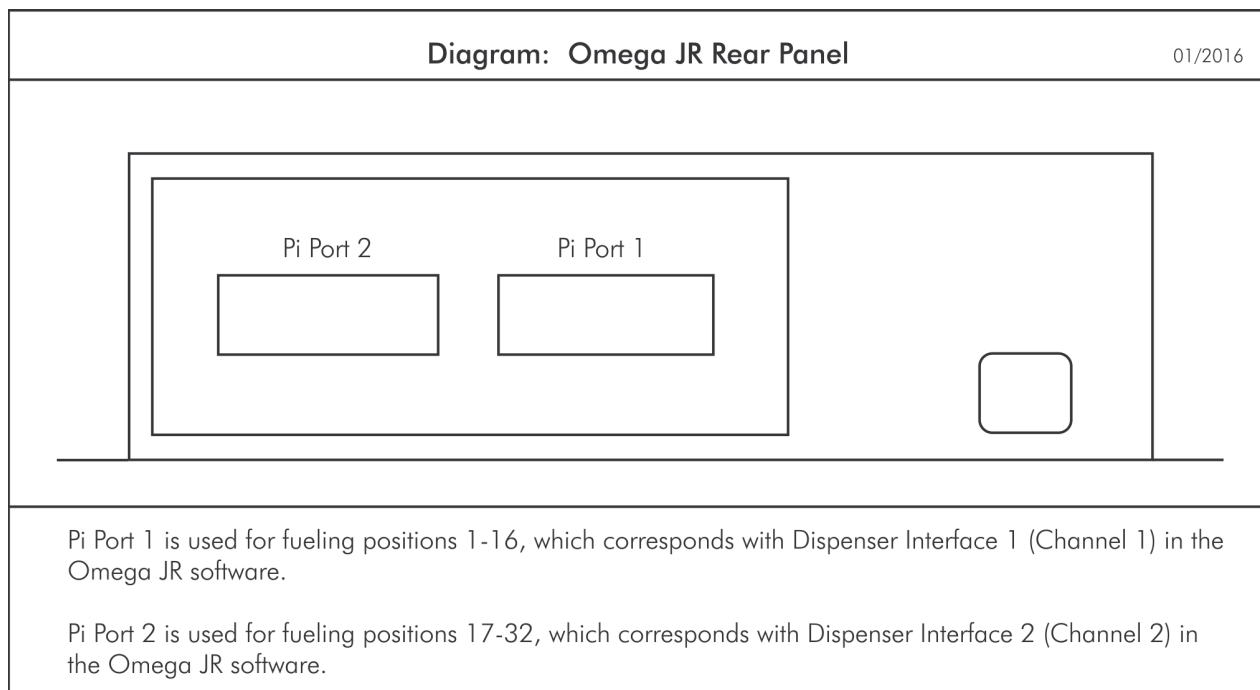 Diagram: Omega JR Rear Panel
01/2016
Pi Port 2
Pi Port 1
Pi Port 1 is used for fueling positions 1-16, which corresponds with Dispenser Interface 1 (Channel 1) in the
Omega JR software.
Pi Port 2 is used for fueling positions 17-32, which corresponds with Dispenser Interface 2 (Channel 2) in
the Omega JR software.